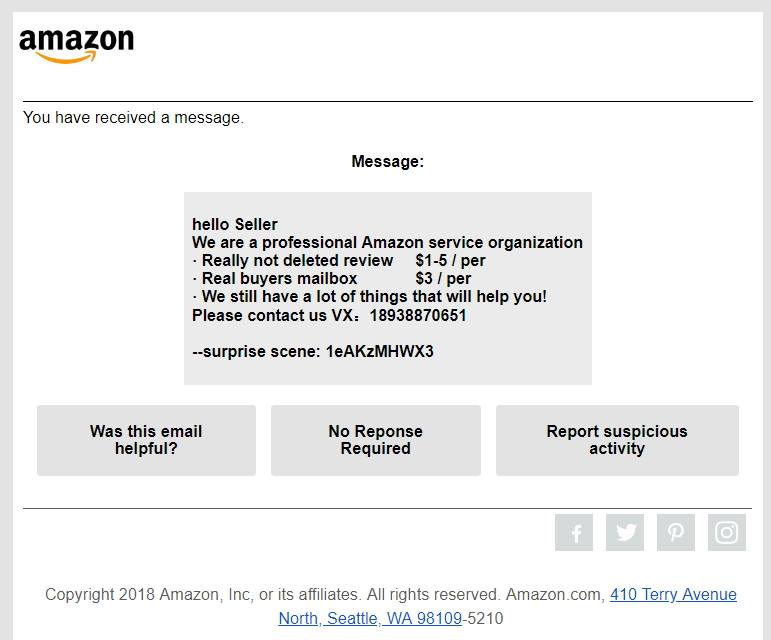 amazon
You have received a message.
Message:
hello Seller
We are a professional Amazon service organization
· Really not deleted review $1-5 / per
· Real buyers mailbox $3 / per
· We still have a lot of things that will help you!
Please contact us VX：18938870651
--surprise scene: 1eAKzMHWX3
Was this email
helpful?
No Reponse
Required
Report suspicious
activity
Copyright 2018 Amazon, Inc, or its affiliates. All rights reserved. Amazon.com, 410 Terry Avenue
North, Seattle, WA 98109-5210